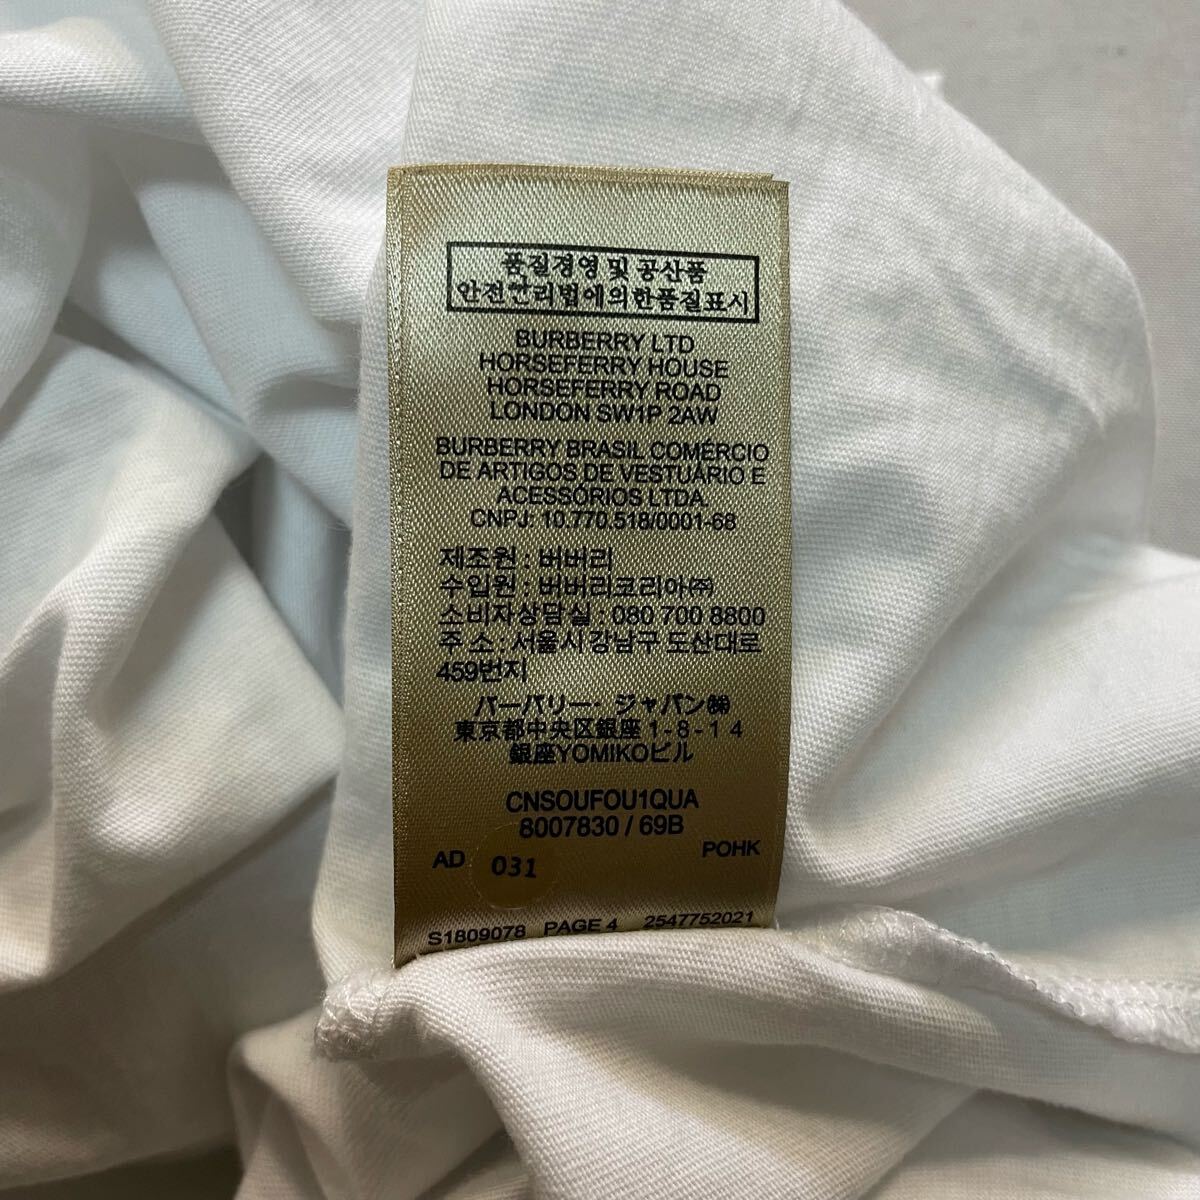 품질경영 및 공산품
안전관리법에의한품질표시
BURBERRY LTD
HORSEFERRY HOUSE
HORSEFERRY ROAD
LONDON SW1P 2AW
BURBERRY BRASIL COMÉRCIO
DE ARTIGOS DE VESTUÁRIO E
ACESSÓRIOS LTDA.
CNPJ: 10.770.518/0001-68
제조원 : 버버리
수입원 : 버버리코리아㈜
소비자상담실 : 080 700 8800
주 소 : 서울시 강남구 도산대로
459번지
バーバリー・ジャパン㈱
東京都中央区銀座 1 - 8 - 1 4
銀座YOMIKOビル
CNSOUFOU1QUA
8007830 / 69B
AD 031 POHK
S1809078 PAGE 4 2547752021